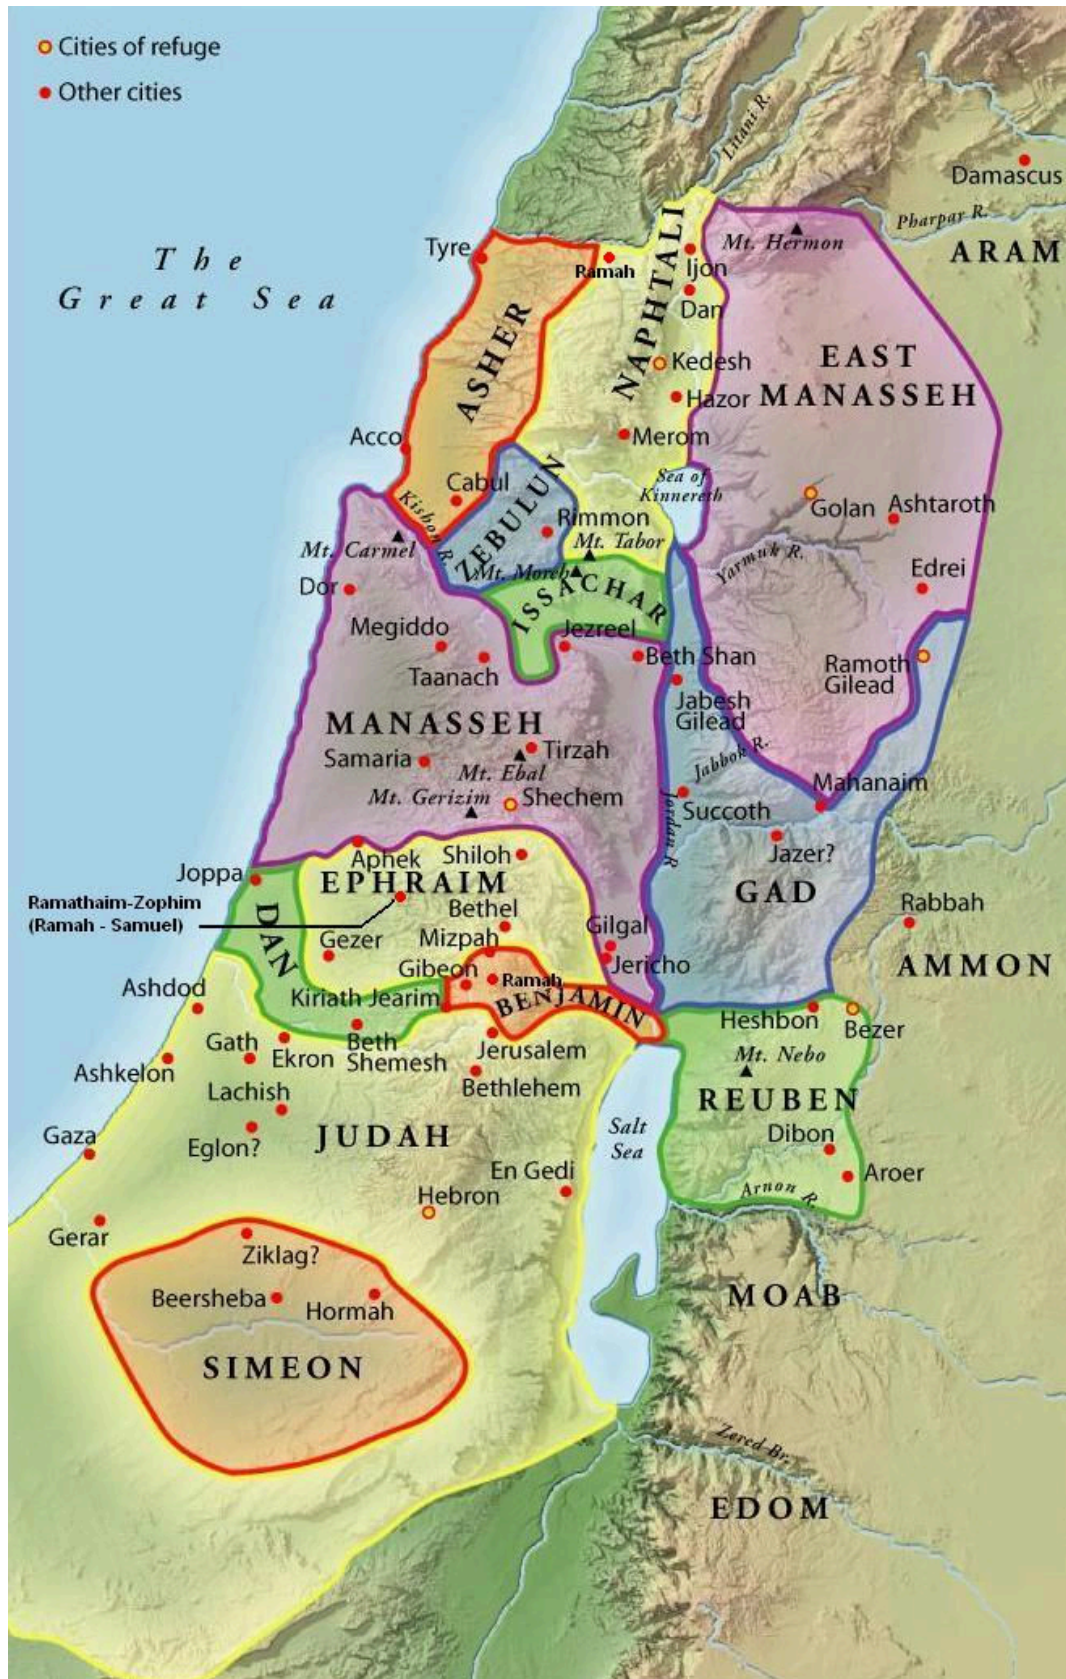 Cities of refuge
Other cities
Litani R.
Damascus
Pharpar R.
ARAM
The
Great Sea
Tyre
Ramah
Ijon
Dan
Mt. Hermon
NAPHTALI
ASHER
EAST
MANASSEH
Kedesh
Hazor
Merom
Acco
Cabul
Kishon R.
Sea of
Kinnereth
Golan
Ashtaroth
ZEBULUN
Rimmon
Mt. Tabor
Mt. Carmel
Mt. Moreh
Yarmuk R.
Edrei
Dor
ISSACHAR
Megiddo
Jezreel
Taanach
Beth Shan
Ramoth
Gilead
Jabesh
Gilead
MANASSEH
Samaria
Tirzah
Mt. Ebal
Jabbok R.
Mt. Gerizim
Shechem
Mahanaim
Succoth
Jordan R
Jazer?
Joppa
Aphek
Shiloh
EPHRAIM
GAD
Ramathaim-Zophim
(Ramah - Samuel)
DAN
Bethel
Rabbah
Gezer
Mizpah
Gilgal
Gibeon
Jericho
AMMON
Ramah
Ashdod
Kiriath Jearim
BENJAMIN
Heshbon
Bezer
Gath
Ekron
Beth
Shemesh
Jerusalem
Mt. Nebo
Ashkelon
Bethlehem
Lachish
REUBEN
Gaza
Eglon?
JUDAH
Salt
Sea
Dibon
En Gedi
Aroer
Hebron
Arnon R.
Gerar
Ziklag?
Beersheba
Hormah
MOAB
SIMEON
Zered Br.
EDOM